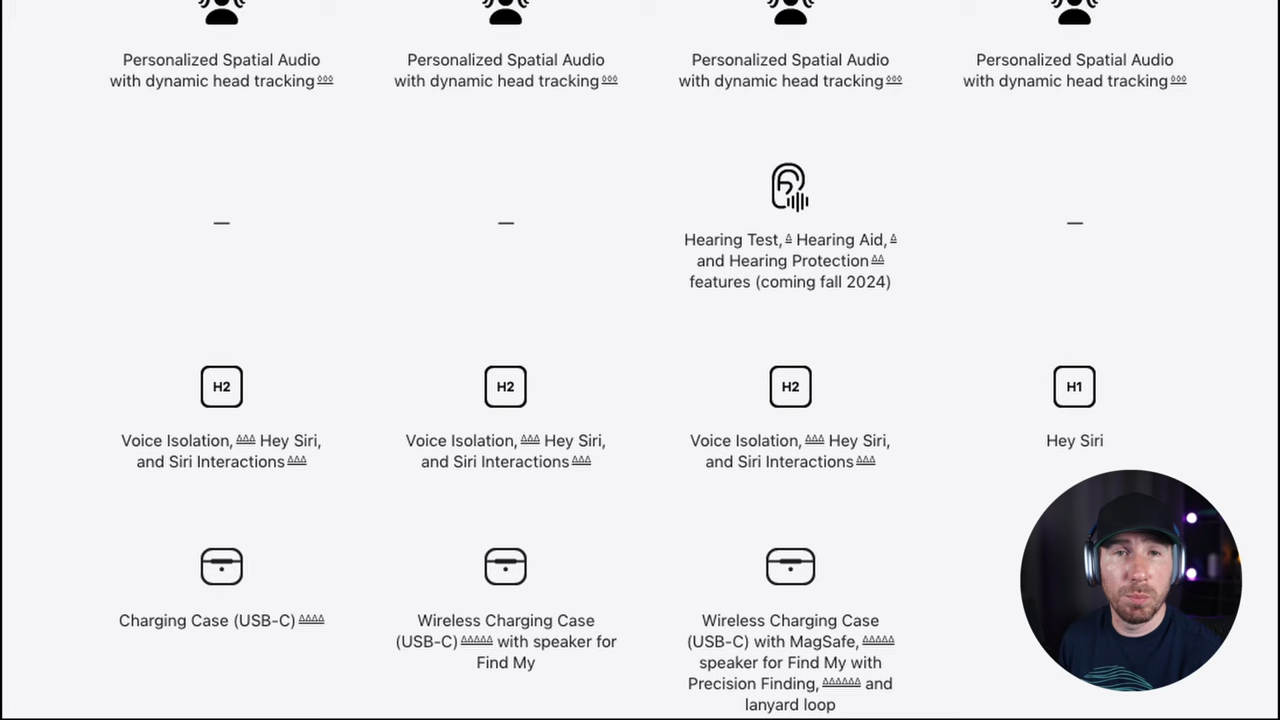 Personalized Spatial Audio
with dynamic head tracking◊◊◊
Personalized Spatial Audio
with dynamic head tracking◊◊◊
Personalized Spatial Audio
with dynamic head tracking◊◊◊
Personalized Spatial Audio
with dynamic head tracking◊◊◊
—
—
Hearing Test,∆ Hearing Aid,∆
and Hearing Protection∆∆
features (coming fall 2024)
—
H2
Voice Isolation,∆∆∆ Hey Siri,
and Siri Interactions∆∆∆
H2
Voice Isolation,∆∆∆ Hey Siri,
and Siri Interactions∆∆∆
H2
Voice Isolation,∆∆∆ Hey Siri,
and Siri Interactions∆∆∆
H1
Hey Siri
Charging Case (USB-C)∆∆∆∆
Wireless Charging Case
(USB-C)∆∆∆∆∆ with speaker for
Find My
Wireless Charging Case
(USB-C) with MagSafe,∆∆∆∆∆
speaker for Find My with
Precision Finding,∆∆∆∆∆∆ and
lanyard loop